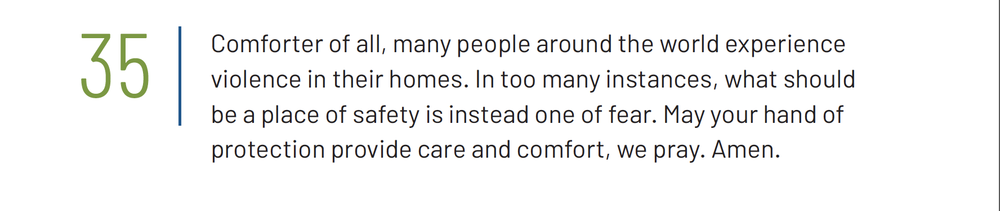 35
Comforter of all, many people around the world experience
violence in their homes. In too many instances, what should
be a place of safety is instead one of fear. May your hand of
protection provide care and comfort, we pray. Amen.